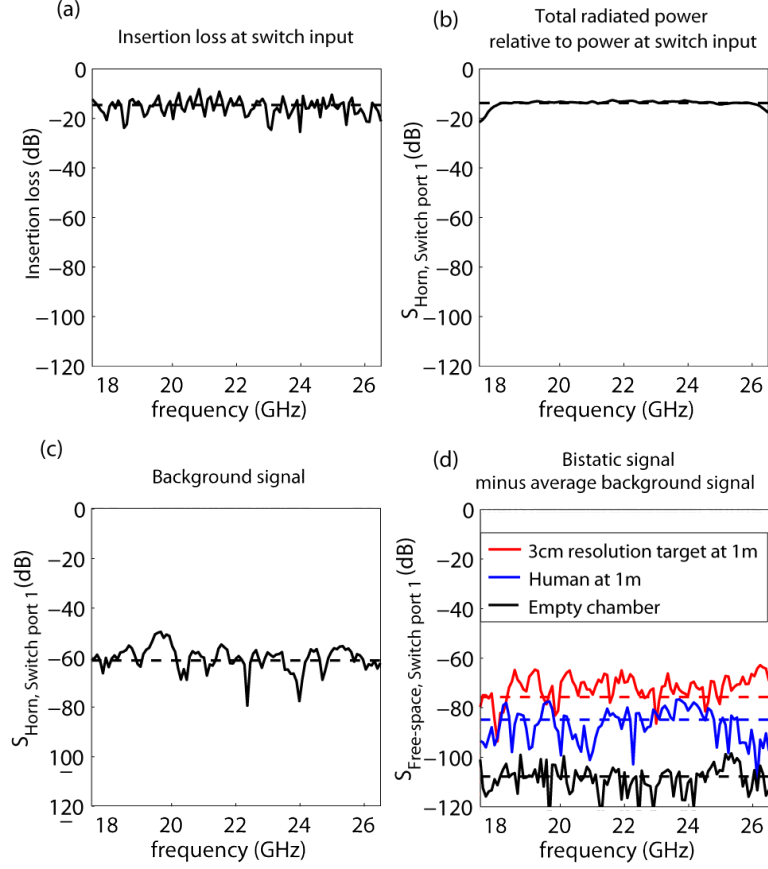 (a)
Insertion loss at switch input
0
−20
−40
−60
−80
−100
−120
Insertion loss (dB)
18 20 22 24 26
frequency (GHz)
(b)
Total radiated power
relative to power at switch input
0
−20
−40
−60
−80
−100
−120
S Horn, Switch port 1 (dB)
18 20 22 24 26
frequency (GHz)
(c)
Background signal
0
−20
−40
−60
−80
100
−
120
−
S Horn, Switch port 1 (dB)
18 20 22 24 26
frequency (GHz)
(d)
Bistatic signal
minus average background signal
0
−20
−40
−60
−80
−100
−120
S Free-space, Switch port 1 (dB)
3cm resolution target at 1m
Human at 1m
Empty chamber
18 20 22 24 26
frequency (GHz)